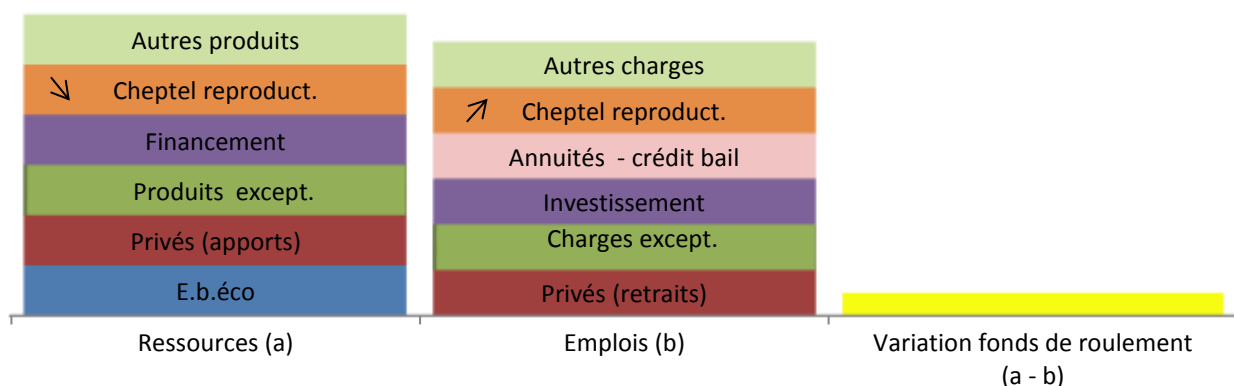 Autres produits
Cheptel reproduct.
Financement
Produits except.
Privés (apports)
E.b.éco
Ressources (a)
Autres charges
Cheptel reproduct.
Annuités - crédit bail
Investissement
Charges except.
Privés (retraits)
Emplois (b)
Variation fonds de roulement
(a - b)